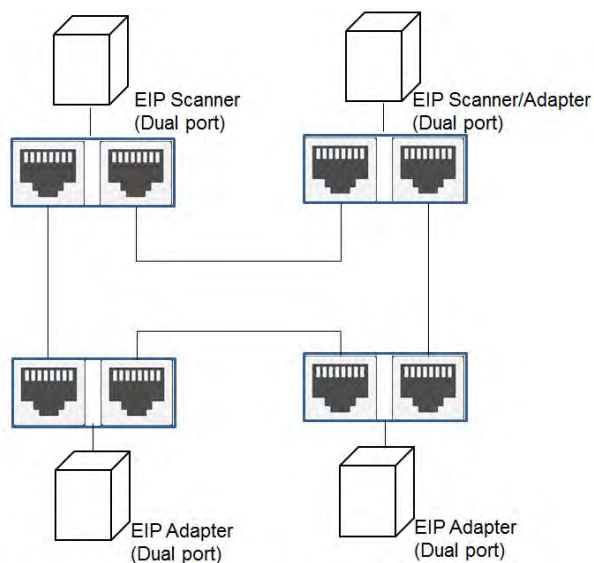 EIP Scanner
(Dual port)
EIP Scanner/Adapter
(Dual port)
EIP Adapter
(Dual port)
EIP Adapter
(Dual port)